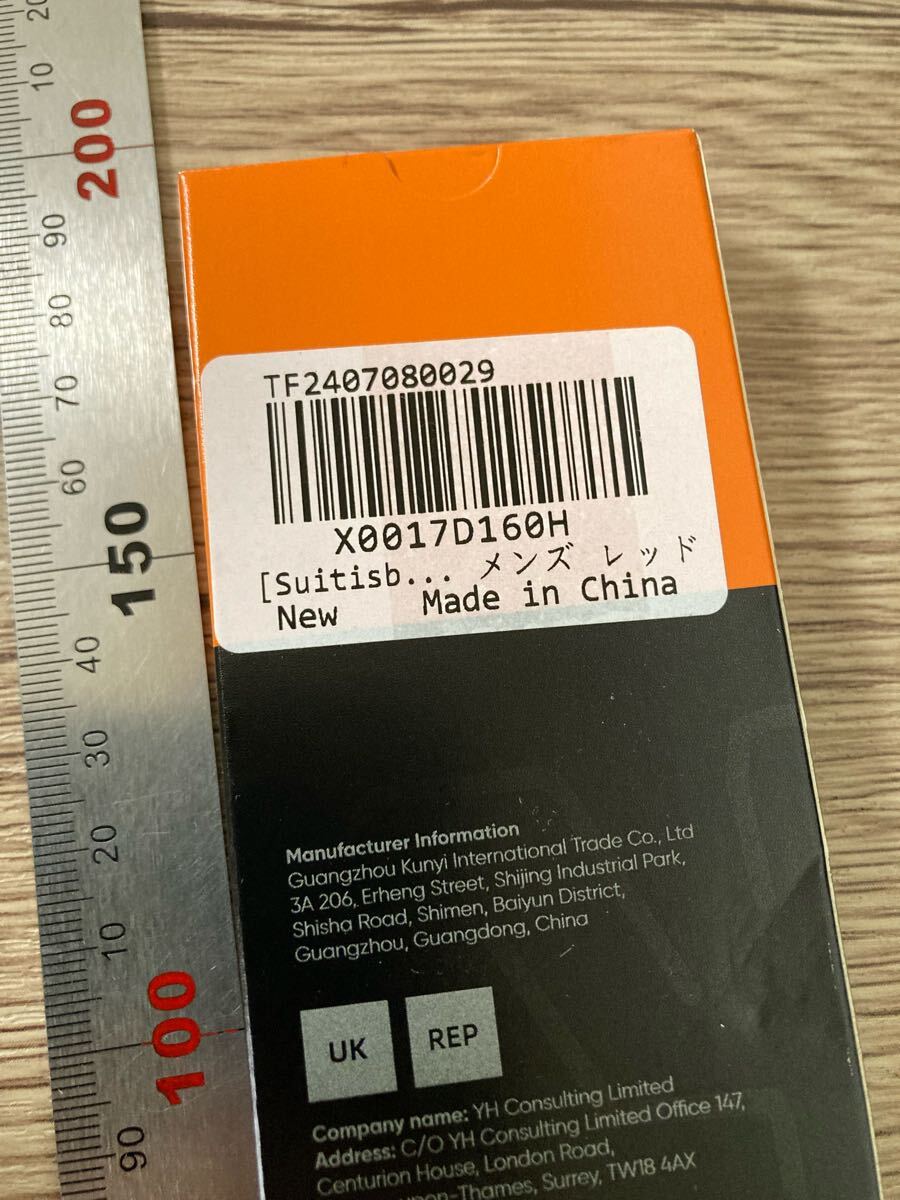 20
10
200
90
80
70
60
150
40
30
20
10
100
90
TF2407080029
X0017D160H
[Suitisb... メンズ レッド
New Made in China
Manufacturer Information
Guangzhou Kunyi International Trade Co., Ltd
3A 206, Erheng Street, Shijing Industrial Park,
Shisha Road, Shimen, Baiyun District,
Guangzhou, Guangdong, China
UK REP
Company name: YH Consulting Limited
Address: C/O YH Consulting Limited Office 147,
Centurion House, London Road,
-Thames, Surrey, TW18 4AX